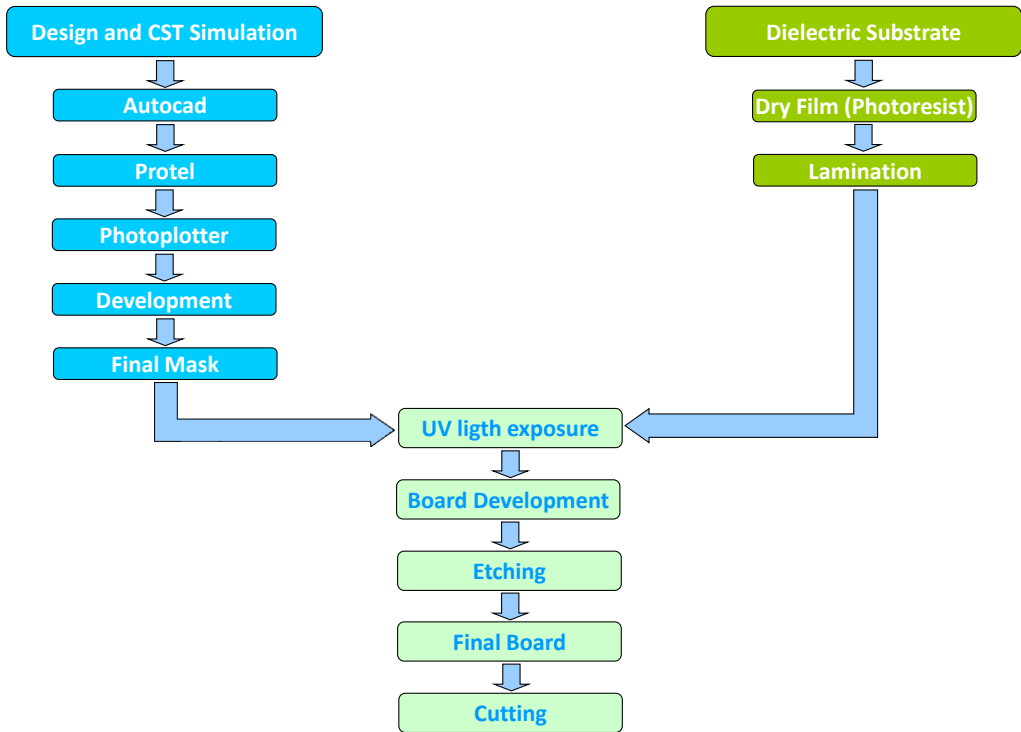 Design and CST Simulation
Autocad
Protel
Photoplotter
Development
Final Mask
Dielectric Substrate
Dry Film (Photoresist)
Lamination
UV ligth exposure
Board Development
Etching
Final Board
Cutting